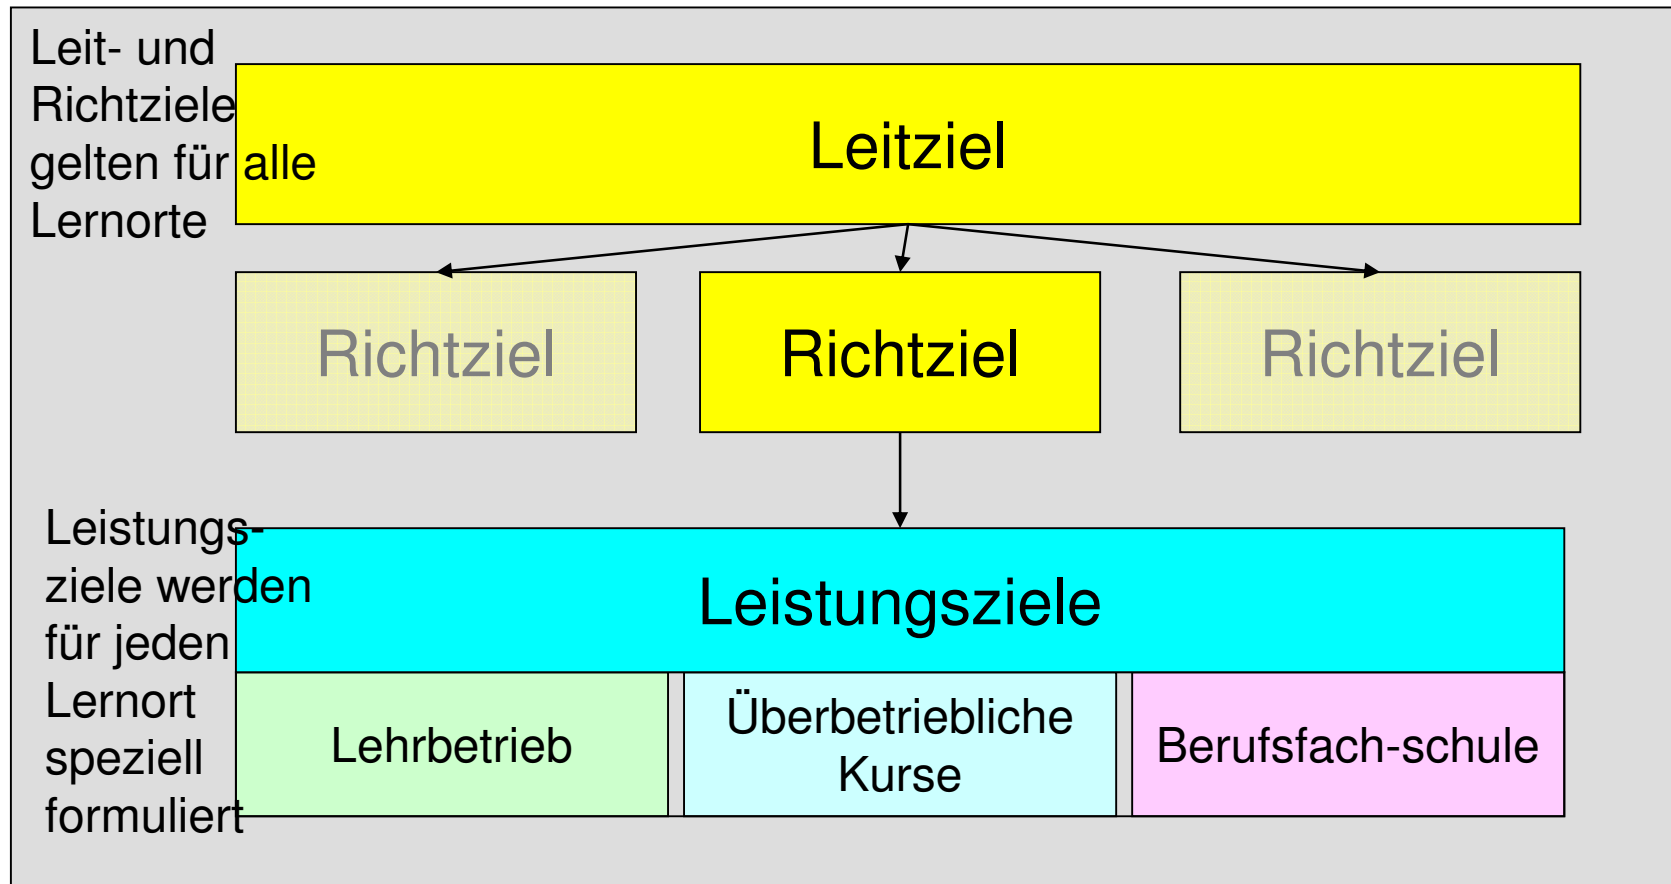 Leit- und
Richtziele
gelten für alle
Lernorte
Leitziel
Richtziel
Richtziel
Richtziel
Leistungs-
ziele werden
für jeden
Lernort
speziell
formuliert
Leistungsziele
Lehrbetrieb
Überbetriebliche
Kurse
Berufsfach-schule